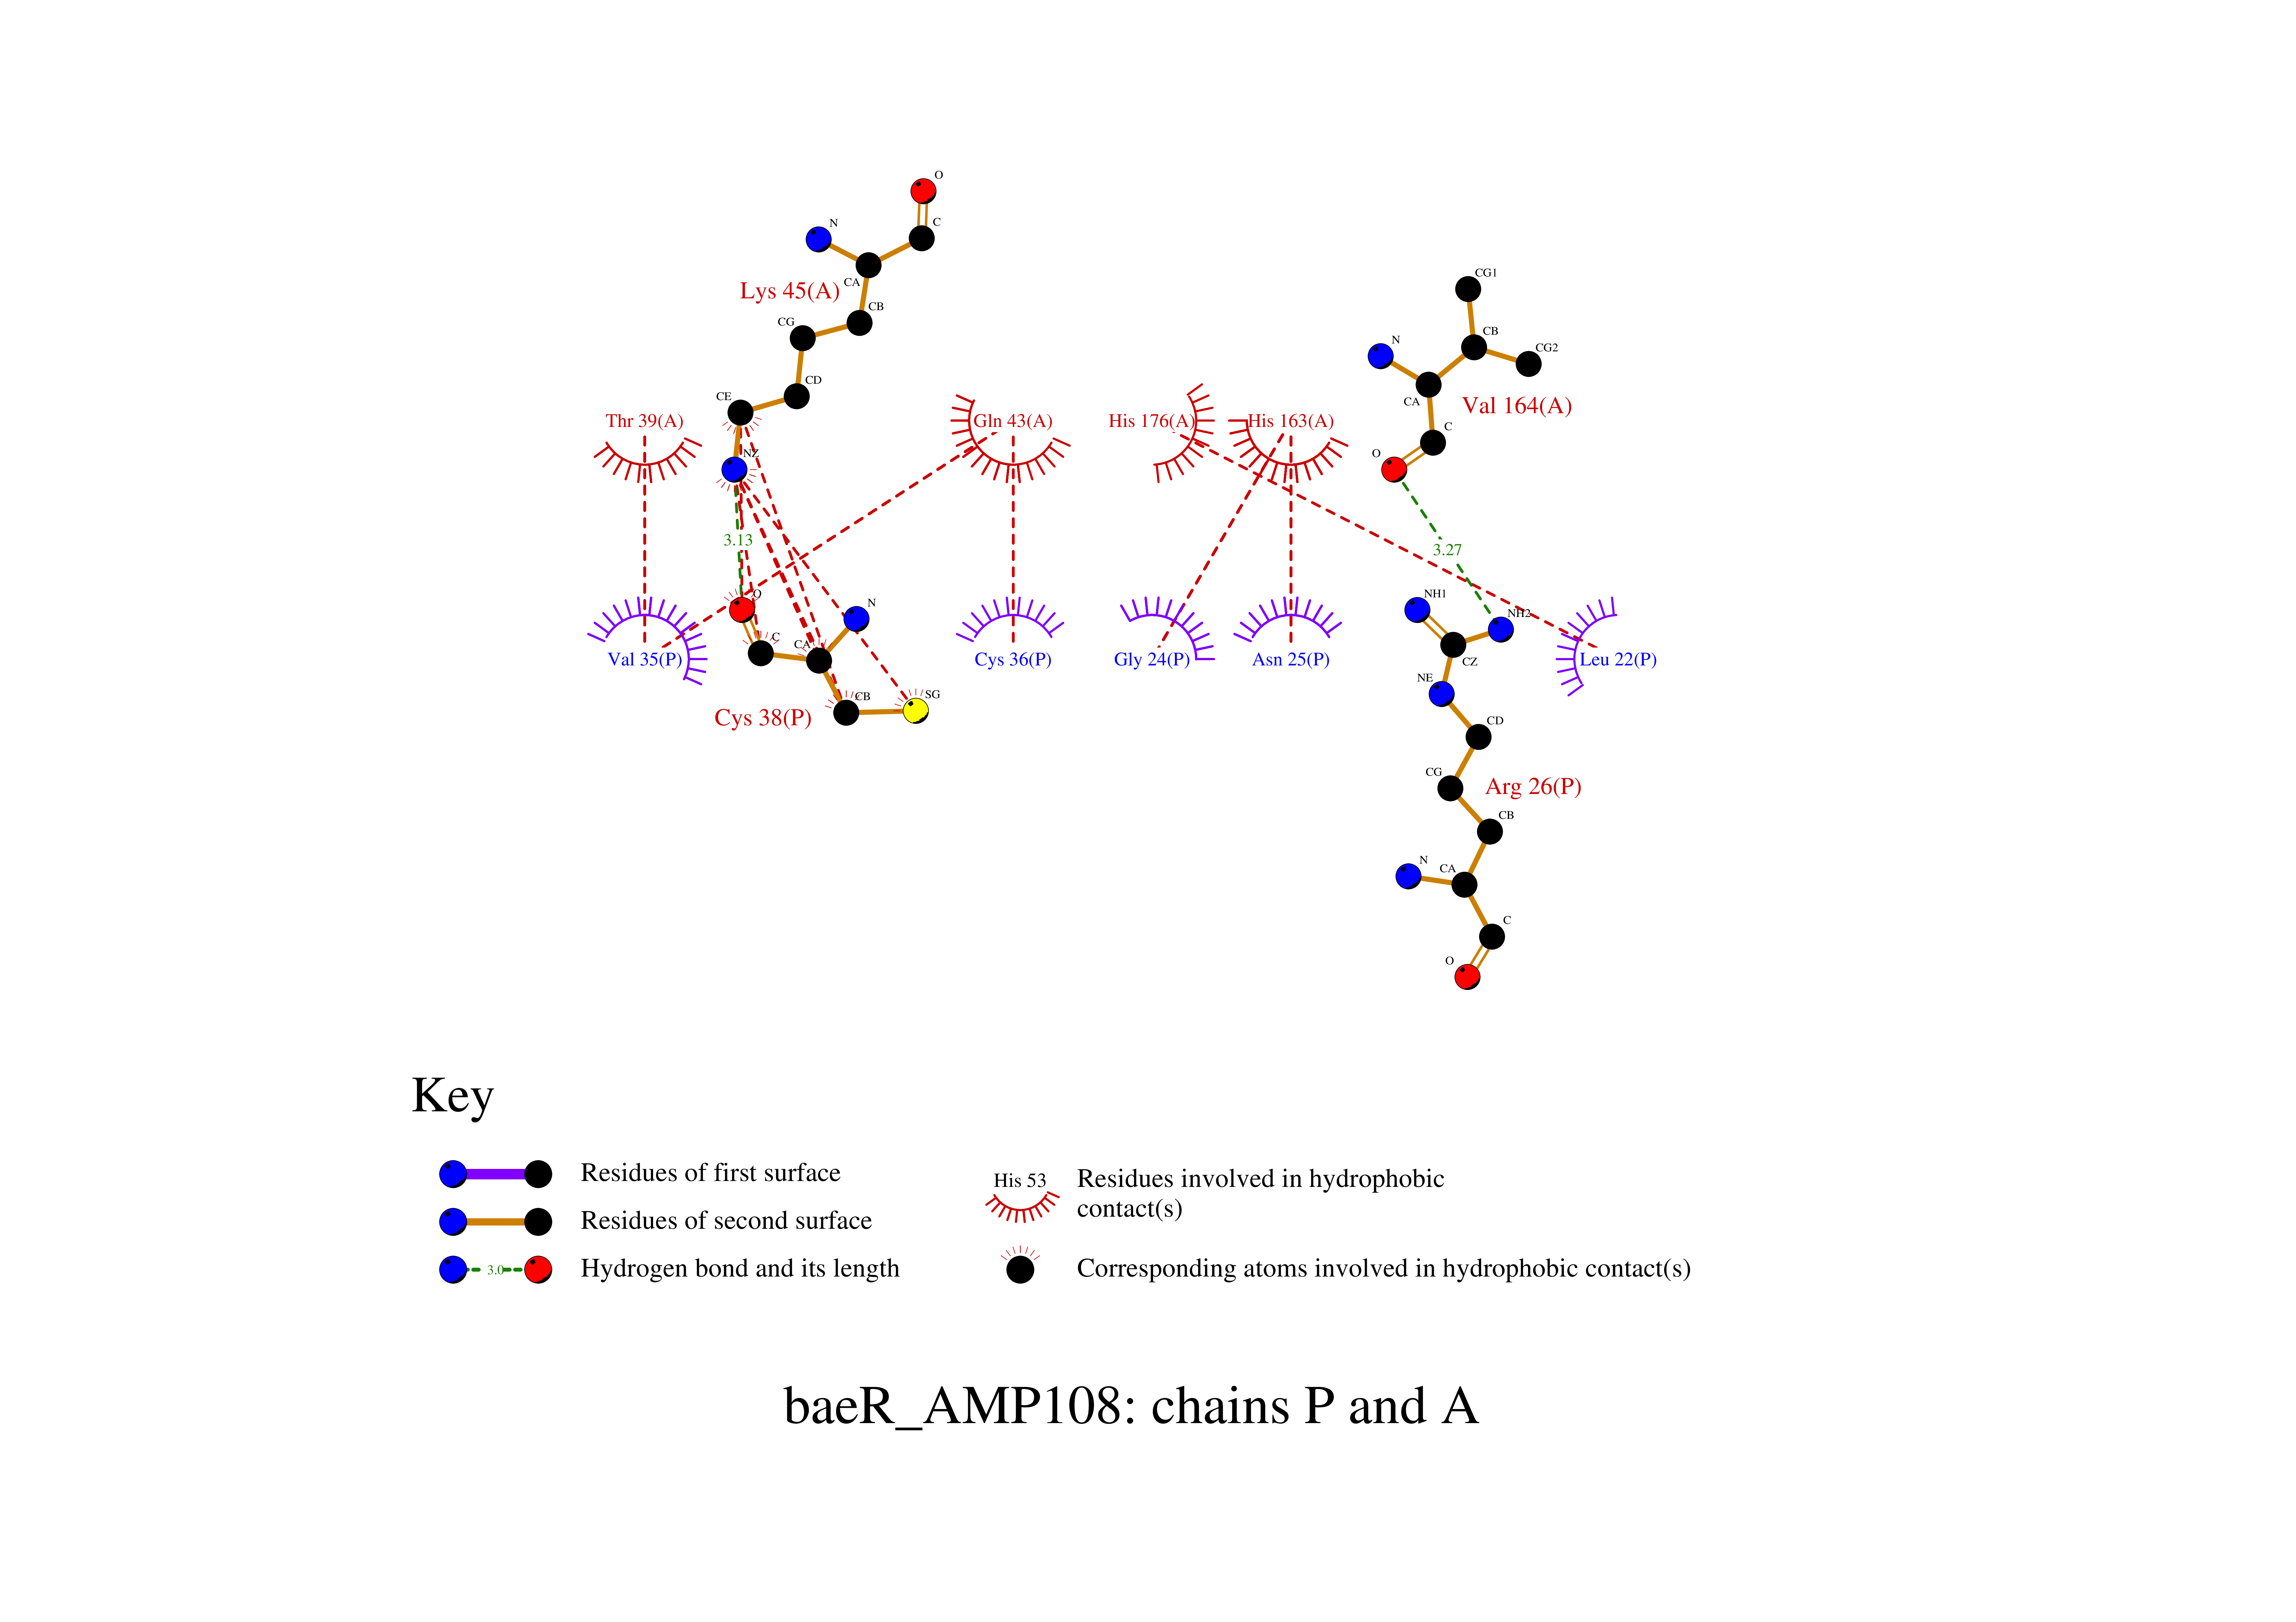 O
N
C
CA
Lys 45(A)
CB
CG
CD
CE
NZ
CG1
CB
N
CG2
CA
Val 164(A)
C
O
Thr 39(A)
Gln 43(A)
His 176(A)
His 163(A)
3.13
3.27
O
N
C
CA
CB
SG
Cys 38(P)
Val 35(P)
Cys 36(P)
Gly 24(P)
Asn 25(P)
Leu 22(P)
NH1
NH2
CZ
NE
CD
CG
Arg 26(P)
CB
N
CA
C
O
Key
Residues of first surface
Residues of second surface
3.0
Hydrogen bond and its length
His 53
Residues involved in hydrophobic
contact(s)
Corresponding atoms involved in hydrophobic contact(s)
baeR_AMP108: chains P and A